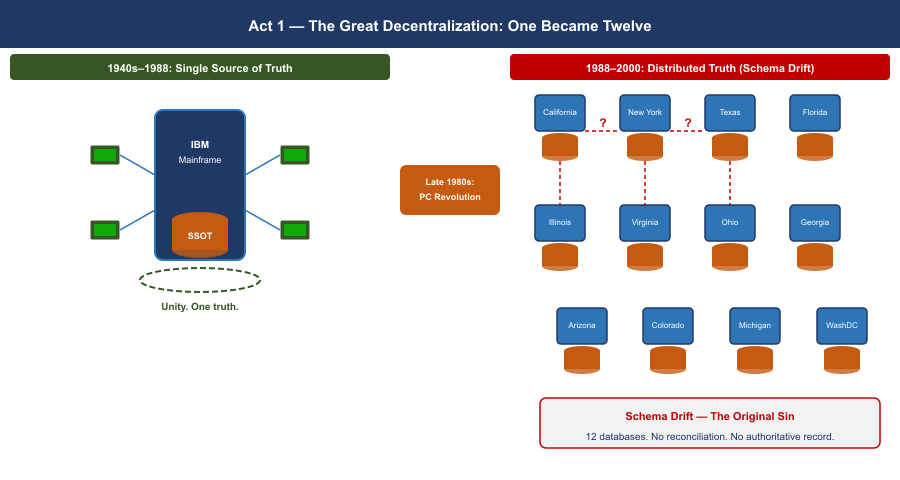 Act 1 — The Great Decentralization: One Became Twelve
1940s–1988: Single Source of Truth
IBM
Mainframe
SSOT
Unity. One truth.
Late 1980s:
PC Revolution
1988–2000: Distributed Truth (Schema Drift)
California
?
New York
?
Texas
Florida
Illinois
Virginia
Ohio
Georgia
Arizona
Colorado
Michigan
WashDC
Schema Drift — The Original Sin
12 databases. No reconciliation. No authoritative record.